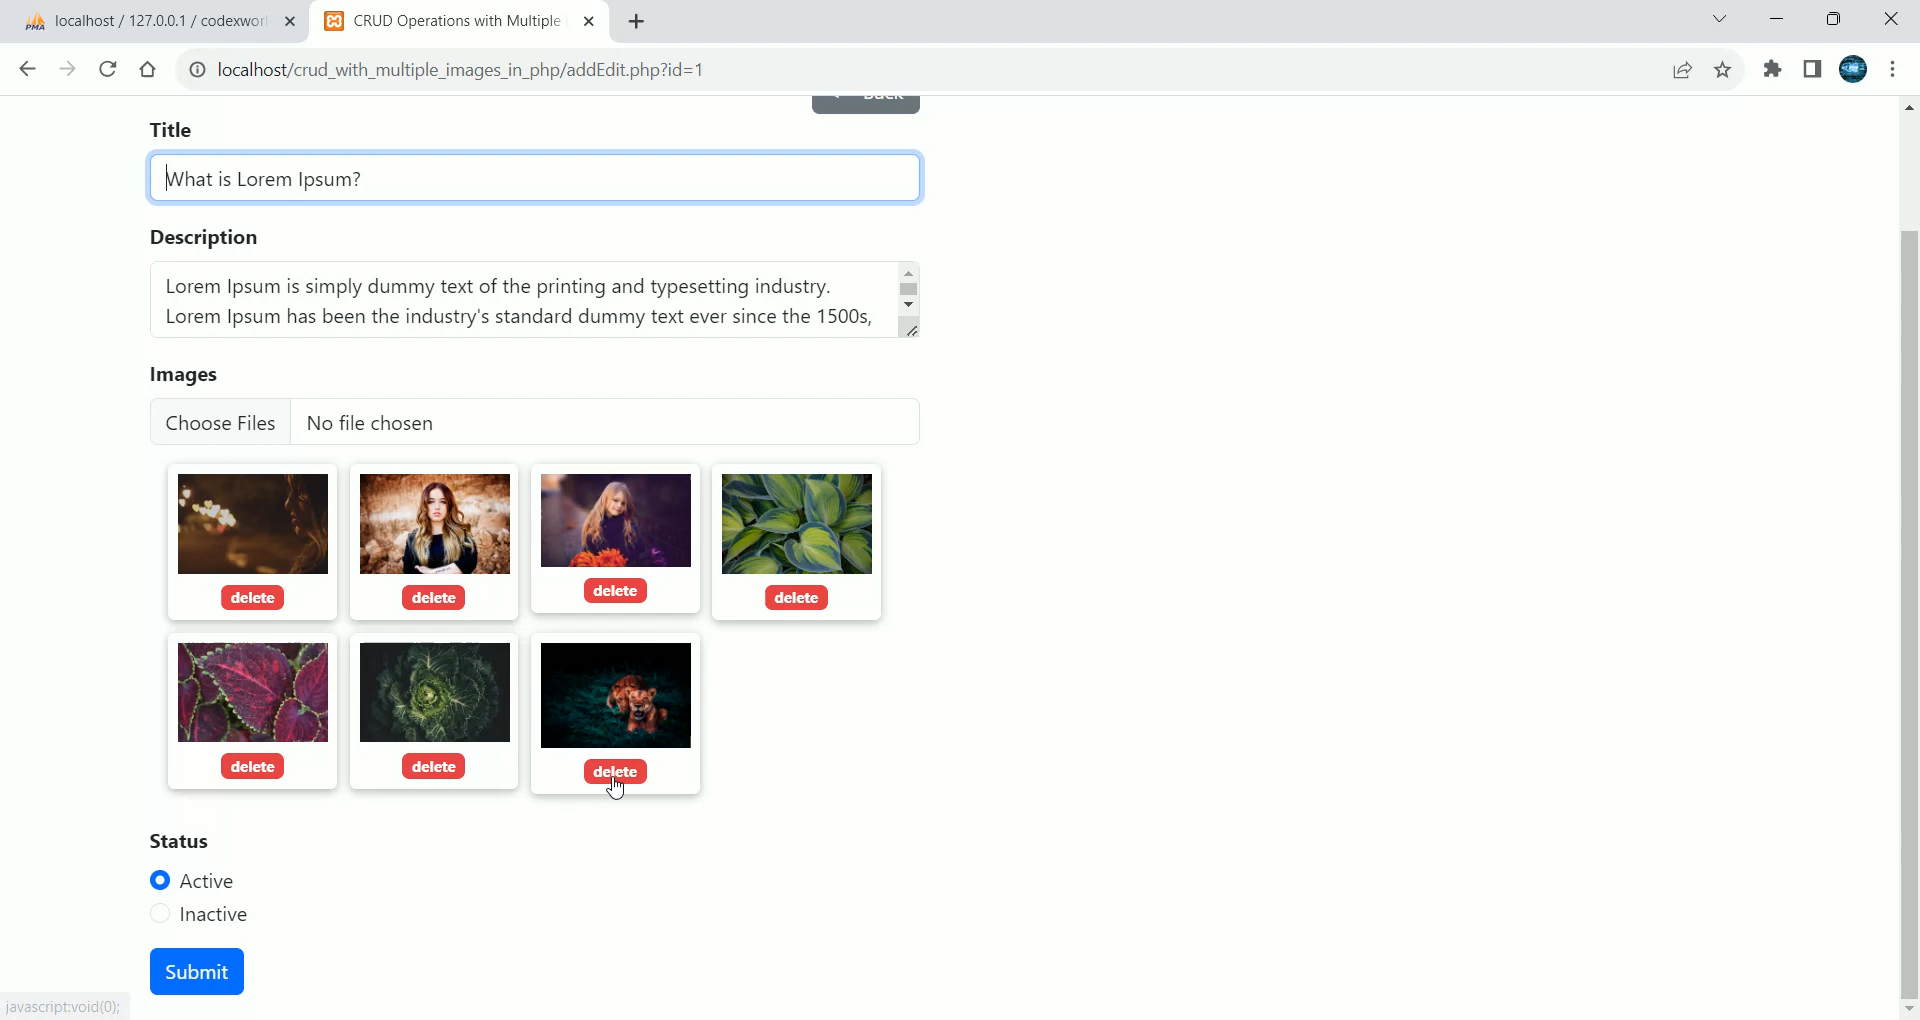 localhost / 127.0.0.1 / codexworl
CRUD Operations with Multiple
localhost/crud_with_multiple_images_in_php/addEdit.php?id=1
Back
Title
What is Lorem Ipsum?
Description
Lorem Ipsum is simply dummy text of the printing and typesetting industry.
Lorem Ipsum has been the industry's standard dummy text ever since the 1500s,
Images
Choose Files No file chosen
delete delete delete delete
delete delete delete
Status
Active
Inactive
Submit
javascript:void(0);